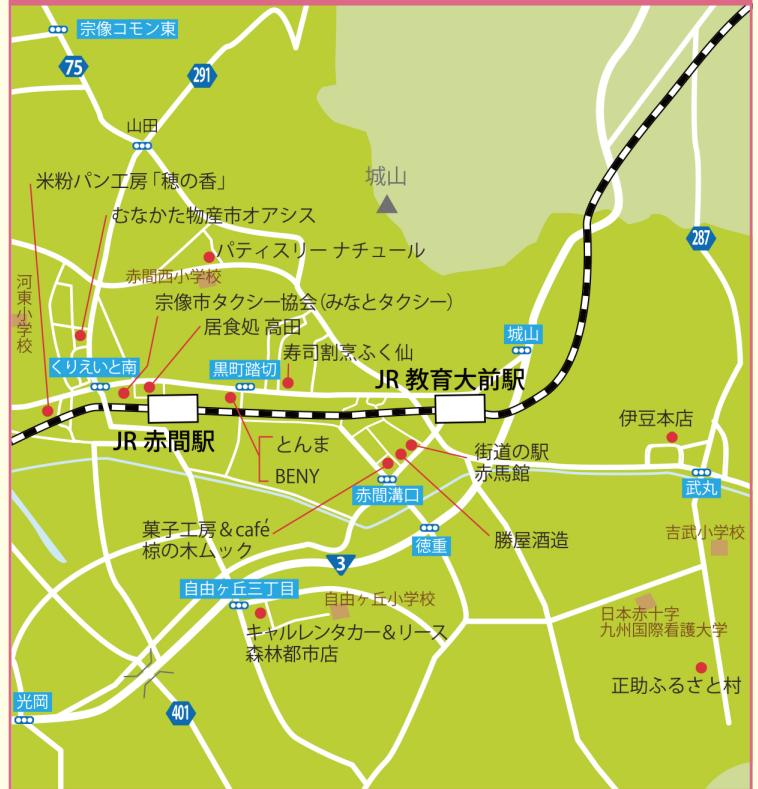 宗像コモン東
75
291
山田
米粉パン工房「穂の香」
城山
むなかた物産市オアシス
287
パティスリー ナチュール
赤間西小学校
河東小学校
宗像市タクシー協会（みなとタクシー）
居食処 高田
城山
寿司割烹ふく仙
くりえいと南
黒町踏切
JR 教育大前駅
伊豆本店
JR 赤間駅
とんま
BENY
街道の駅
赤馬館
武丸
赤間溝口
菓子工房＆café
椋の木ムック
勝屋酒造
徳重
吉武小学校
3
自由ヶ丘三丁目
自由ヶ丘小学校
日本赤十字
九州国際看護大学
キャルレンタカー＆リース
森林都市店
正助ふるさと村
光岡
401